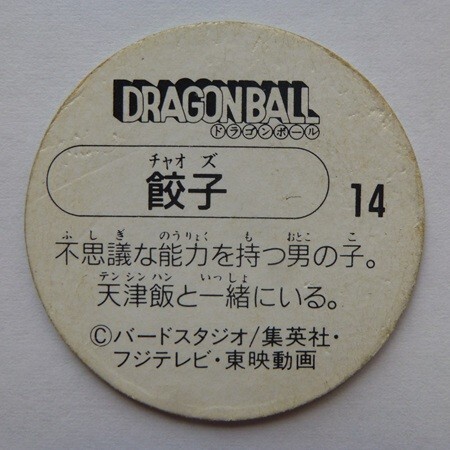 DRAGONBALL
ドラゴンボール
チャオ ズ
餃子
14
ふしぎ のうりょく も おとこ こ
不思議な能力を持つ男の子。
テンシンハン いっしょ
天津飯と一緒にいる。
©バードスタジオ/集英社・
フジテレビ・東映動画